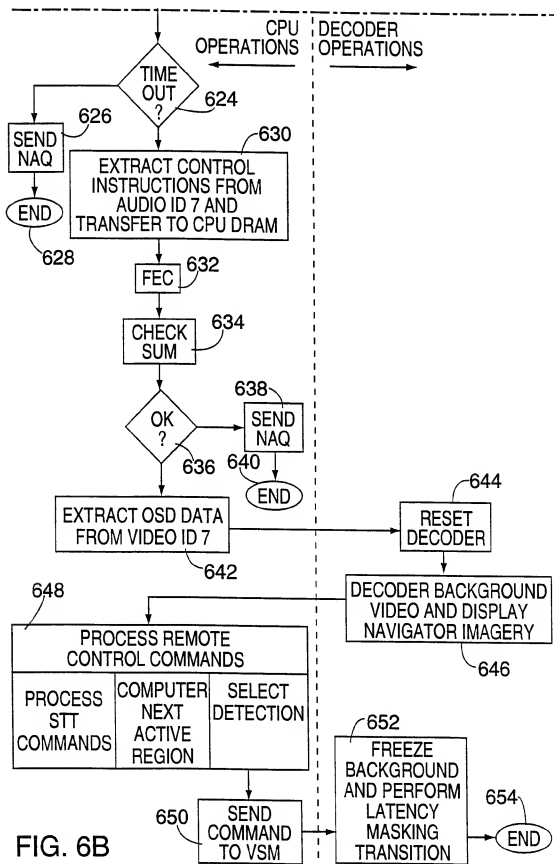 CPU
OPERATIONS
DECODER
OPERATIONS
TIME
OUT
?
624
626
SEND
NAQ
END
628
630
EXTRACT CONTROL
INSTRUCTIONS FROM
AUDIO ID 7 AND
TRANSFER TO CPU DRAM
632
FEC
634
CHECK
SUM
OK
?
636
638
SEND
NAQ
640
END
EXTRACT OSD DATA
FROM VIDEO ID 7
642
644
RESET
DECODER
DECODER BACKGROUND
VIDEO AND DISPLAY
NAVIGATOR IMAGERY
646
648
PROCESS REMOTE
CONTROL COMMANDS
PROCESS
STT
COMMANDS
COMPUTER
NEXT
ACTIVE
REGION
SELECT
DETECTION
650
SEND
COMMAND
TO VSM
652
FREEZE
BACKGROUND
AND PERFORM
LATENCY
MASKING
TRANSITION
654
END
FIG. 6B